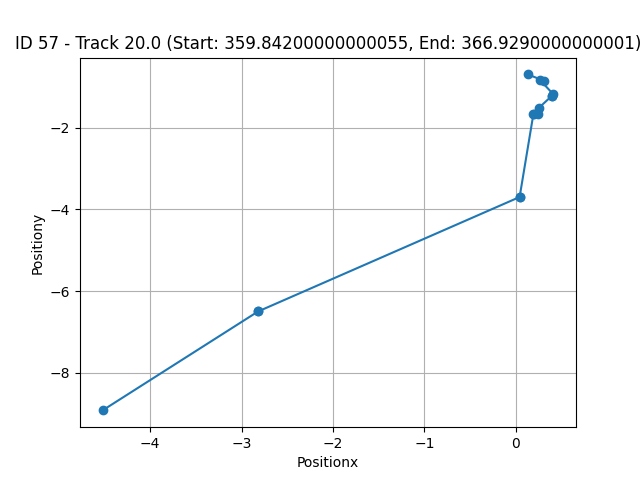 ID 57 - Track 20.0 (Start: 359.84200000000055, End: 366.9290000000001)
Positiony
−2
−4
−6
−8
−4 −3 −2 −1 0
Positionx